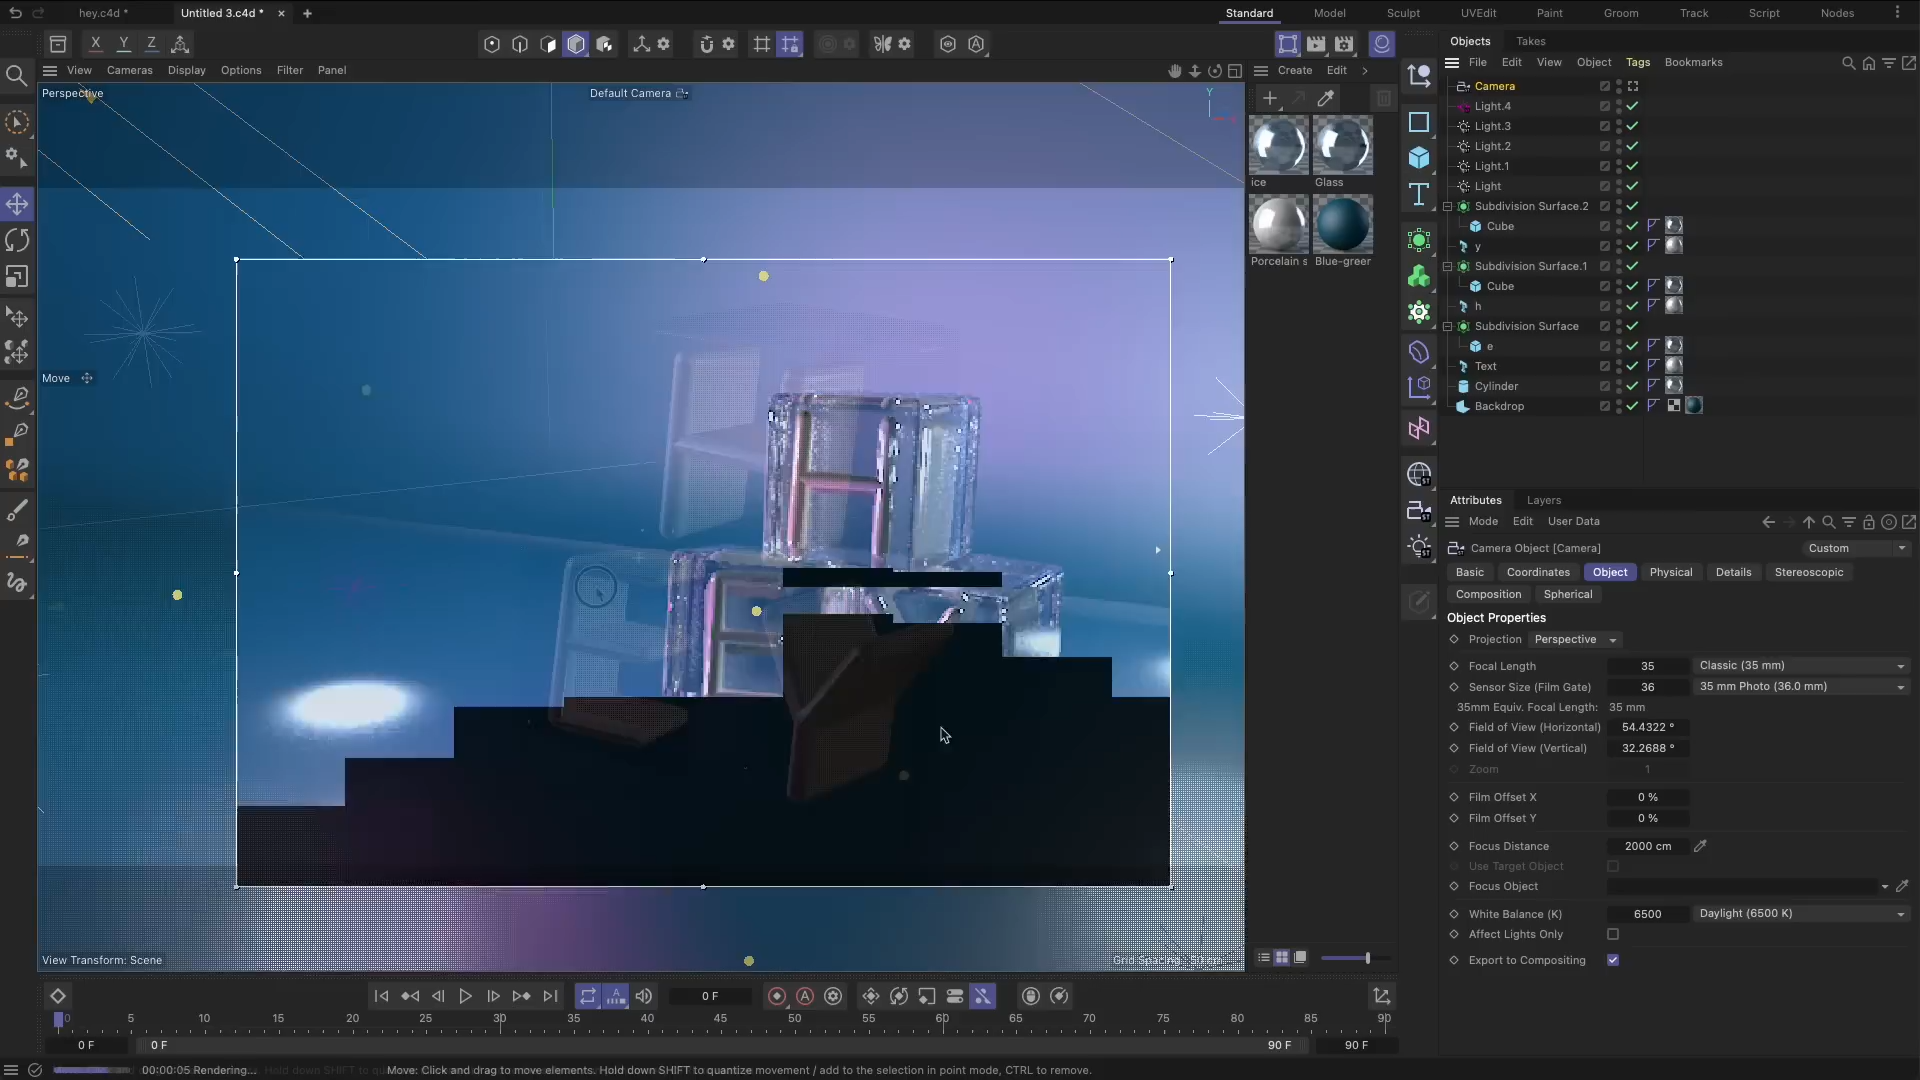 hey.c4d *
Untitled 3.c4d *
Standard
Model
Sculpt
UVEdit
Paint
Groom
Track
Script
Nodes
X Y Z
View Cameras Display Options Filter Panel
Create Edit
Objects Takes
File Edit View Object Tags Bookmarks
Perspective
Default Camera
Y
Move
View Transform: Scene
ice
Glass
Porcelain s
Blue-greer
Camera
Light.4
Light.3
Light.2
Light.1
Light
Subdivision Surface.2
Cube
y
Subdivision Surface.1
Cube
h
Subdivision Surface
e
Text
Cylinder
Backdrop
Attributes Layers
Mode Edit User Data
Camera Object [Camera]
Custom
Basic Coordinates Object Physical Details Stereoscopic
Composition Spherical
Object Properties
Projection Perspective
Focal Length 35 Classic (35 mm)
Sensor Size (Film Gate) 36 35 mm Photo (36.0 mm)
35mm Equiv. Focal Length: 35 mm
Field of View (Horizontal) 54.4322 °
Field of View (Vertical) 32.2688 °
Zoom 1
Film Offset X 0 %
Film Offset Y 0 %
Focus Distance 2000 cm
Use Target Object
Focus Object
White Balance (K) 6500 Daylight (6500 K)
Affect Lights Only
Export to Compositing
0 F
0 5 10 15 20 25 30 35 40 45 50 55 60 65 70 75 80 85 90
0 F 0 F 90 F 90 F
00:00:05 Rendering...
Move: Click and drag to move elements. Hold down SHIFT to quantize movement / add to the selection in point mode, CTRL to remove.